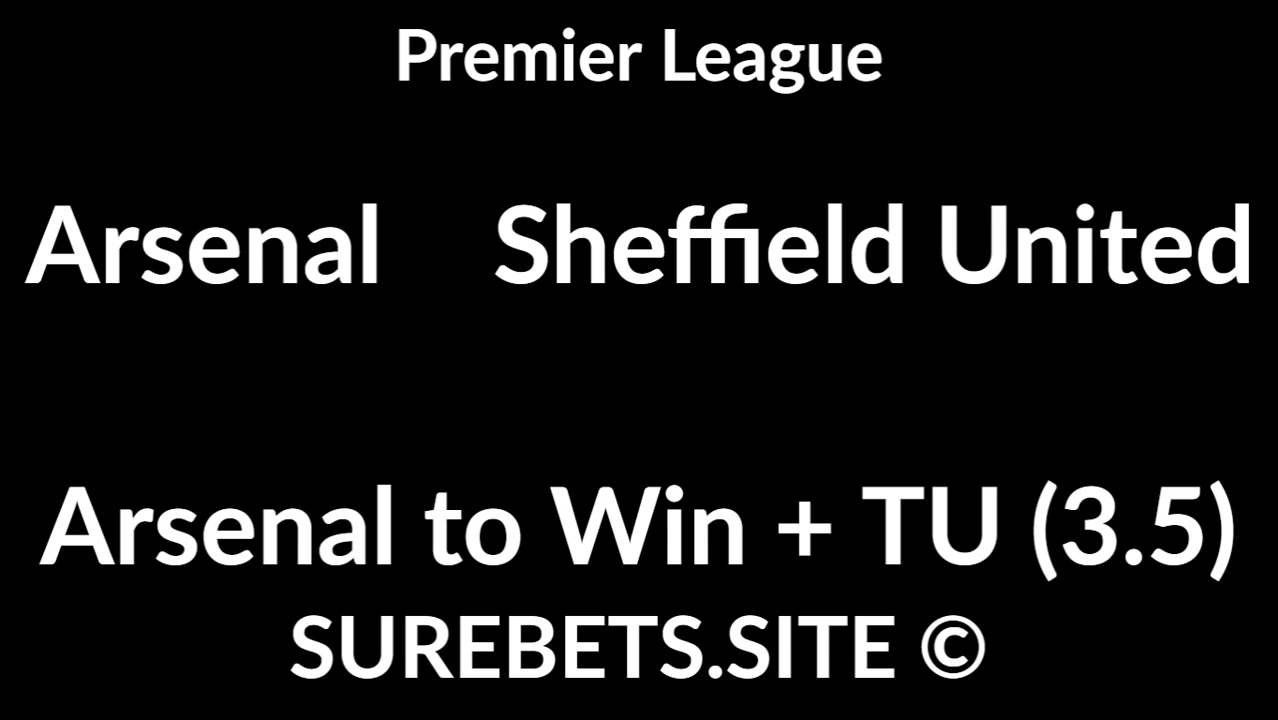 Premier League
Arsenal Sheffield United
Arsenal to Win + TU (3.5)
SUREBETS.SITE ©